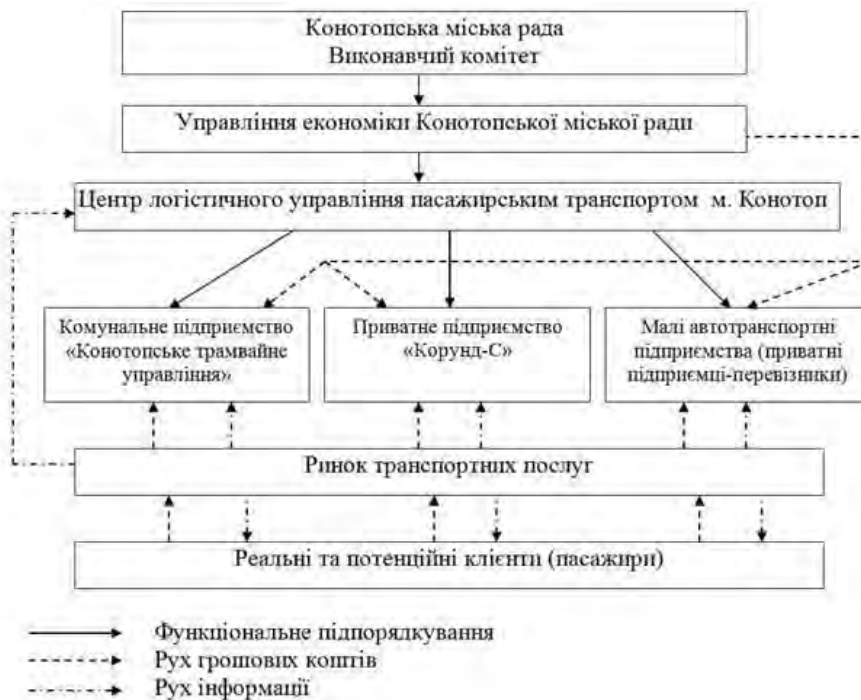 Конотопська міська рада
Виконавчий комітет
Управління економіки Конотопської міської ради
Центр логістичного управління пасажирським транспортом м. Конотоп
Комунальне підприємство
«Конотопське трамвайне
управління»
Приватне підприємство
«Корунд-С»
Малі автотранспортні
підприємства (приватні
підприємці-перевізники)
Ринок транспортних послуг
Реальні та потенційні клієнти (пасажири)
Функціональне підпорядкування
Рух грошових коштів
Рух інформації